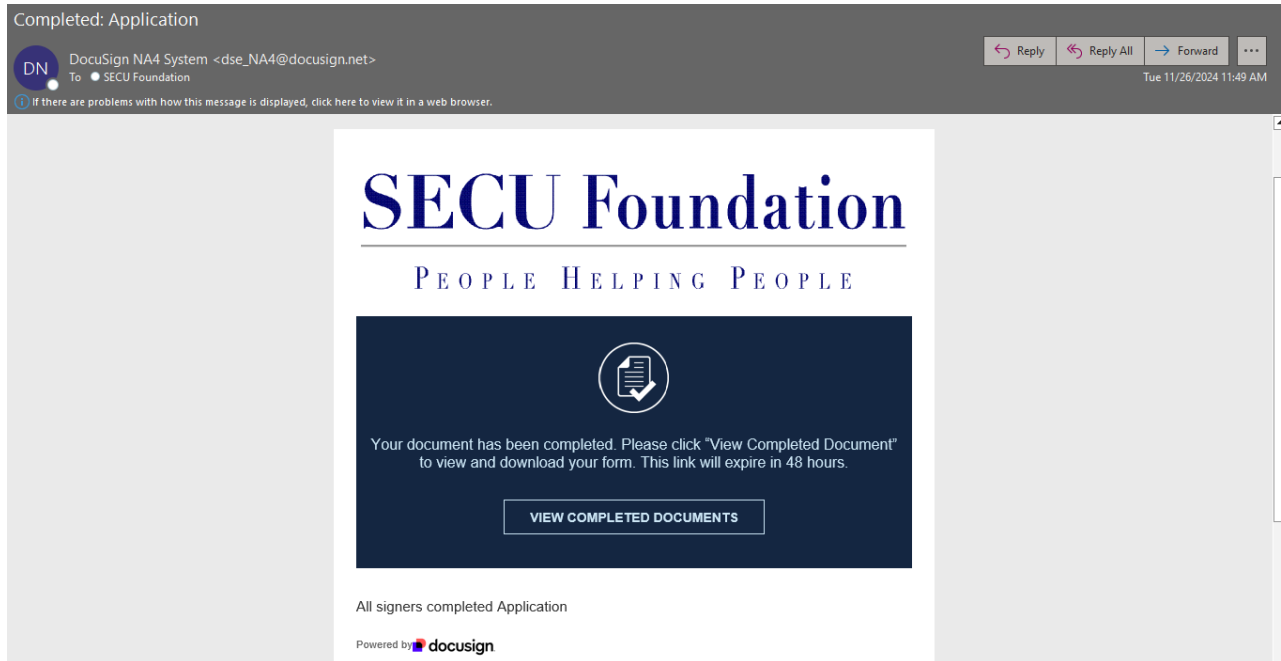 Completed: Application
DN
DocuSign NA4 System <dse_NA4@docusign.net>
To SECU Foundation
Reply
Reply All
Forward
Tue 11/26/2024 11:49 AM
If there are problems with how this message is displayed, click here to view it in a web browser.
SECU Foundation
PEOPLE HELPING PEOPLE
Your document has been completed. Please click “View Completed Document”
to view and download your form. This link will expire in 48 hours.
VIEW COMPLETED DOCUMENTS
All signers completed Application
Powered by docusign